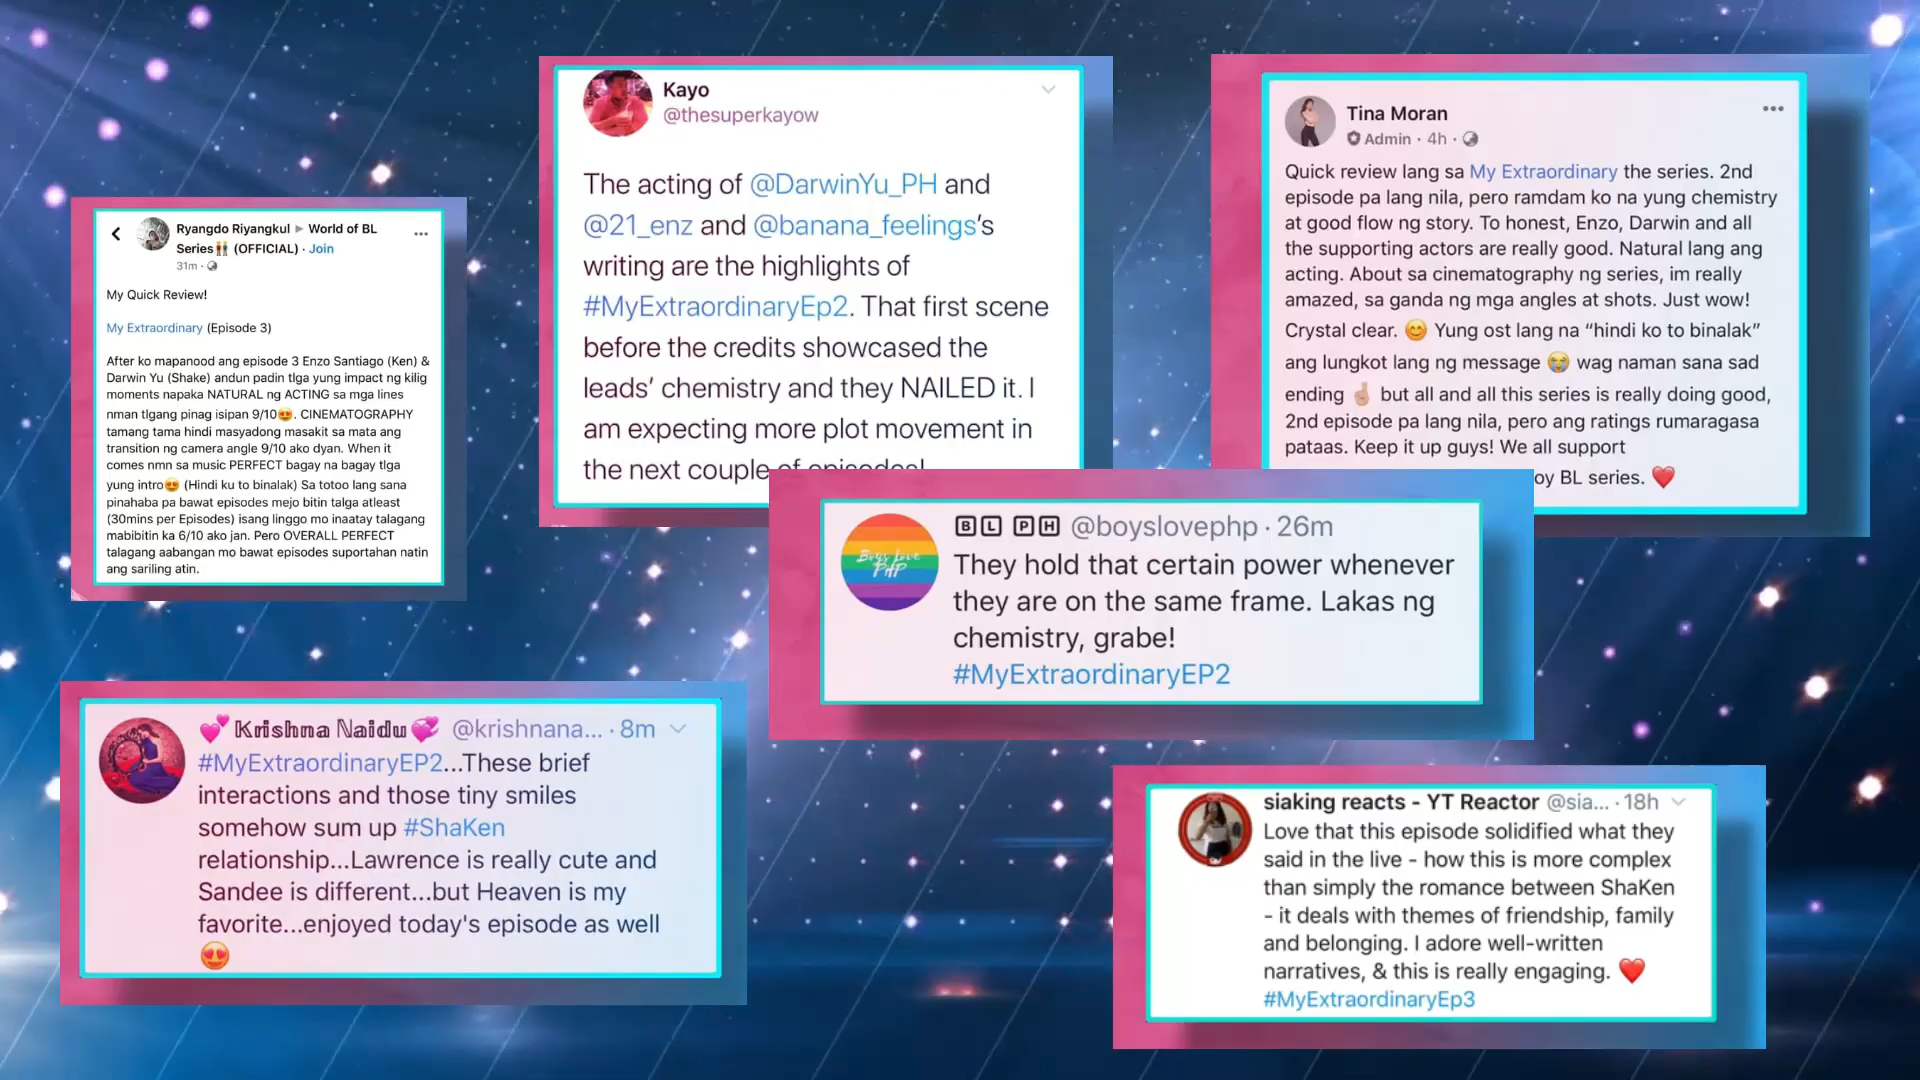 Ryangdo Riyangkul ▸ World of BL
Series👬 (OFFICIAL) · Join
31m ·
My Quick Review!
My Extraordinary (Episode 3)
After ko mapanood ang episode 3 Enzo Santiago (Ken) &
Darwin Yu (Shake) andun padin tlga yung impact ng kilig
moments napaka NATURAL ng ACTING sa mga lines
nman tlgang pinag isipan 9/10😍. CINEMATOGRAPHY
tamang tama hindi masyadong masakit sa mata ang
transition ng camera angle 9/10 ako dyan. When it
comes nmn sa music PERFECT bagay na bagay tlga
yung intro😍 (Hindi ku to binalak) Sa totoo lang sana
pinahaba pa bawat episodes mejo bitin talga atleast
(30mins per Episodes) isang linggo mo inaatay talagang
mabibitin ka 6/10 ako jan. Pero OVERALL PERFECT
talagang aabangan mo bawat episodes suportahan natin
ang sariling atin.
Kayo
@thesuperkayow
The acting of @DarwinYu_PH and
@21_enz and @banana_feelings's
writing are the highlights of
#MyExtraordinaryEp2. That first scene
before the credits showcased the
leads' chemistry and they NAILED it. I
am expecting more plot movement in
the next couple of episodes!
Tina Moran
Admin · 4h ·
Quick review lang sa My Extraordinary the series. 2nd
episode pa lang nila, pero ramdam ko na yung chemistry
at good flow ng story. To honest, Enzo, Darwin and all
the supporting actors are really good. Natural lang ang
acting. About sa cinematography ng series, im really
amazed, sa ganda ng mga angles at shots. Just wow!
Crystal clear. 😊 Yung ost lang na “hindi ko to binalak”
ang lungkot lang ng message 😭 wag naman sana sad
ending 🤞 but all and all this series is really doing good,
2nd episode pa lang nila, pero ang ratings rumaragasa
pataas. Keep it up guys! We all support
oy BL series. ❤️
BL PH @boyslovephp · 26m
Boys Love
PHP
They hold that certain power whenever
they are on the same frame. Lakas ng
chemistry, grabe!
#MyExtraordinaryEP2
💕Krishna Naidu💞 @krishnana... · 8m
#MyExtraordinaryEP2...These brief
interactions and those tiny smiles
somehow sum up #ShaKen
relationship...Lawrence is really cute and
Sandee is different...but Heaven is my
favorite...enjoyed today's episode as well
😍
siaking reacts - YT Reactor @sia... · 18h
Love that this episode solidified what they
said in the live - how this is more complex
than simply the romance between ShaKen
- it deals with themes of friendship, family
and belonging. I adore well-written
narratives, & this is really engaging. ❤️
#MyExtraordinaryEp3